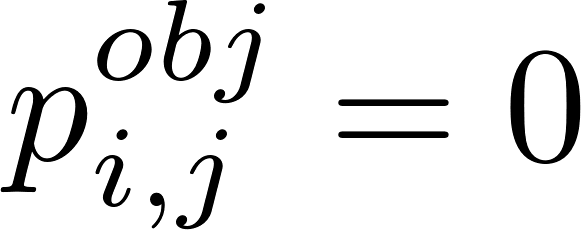 $p_{i,j}^{obj} = 0$